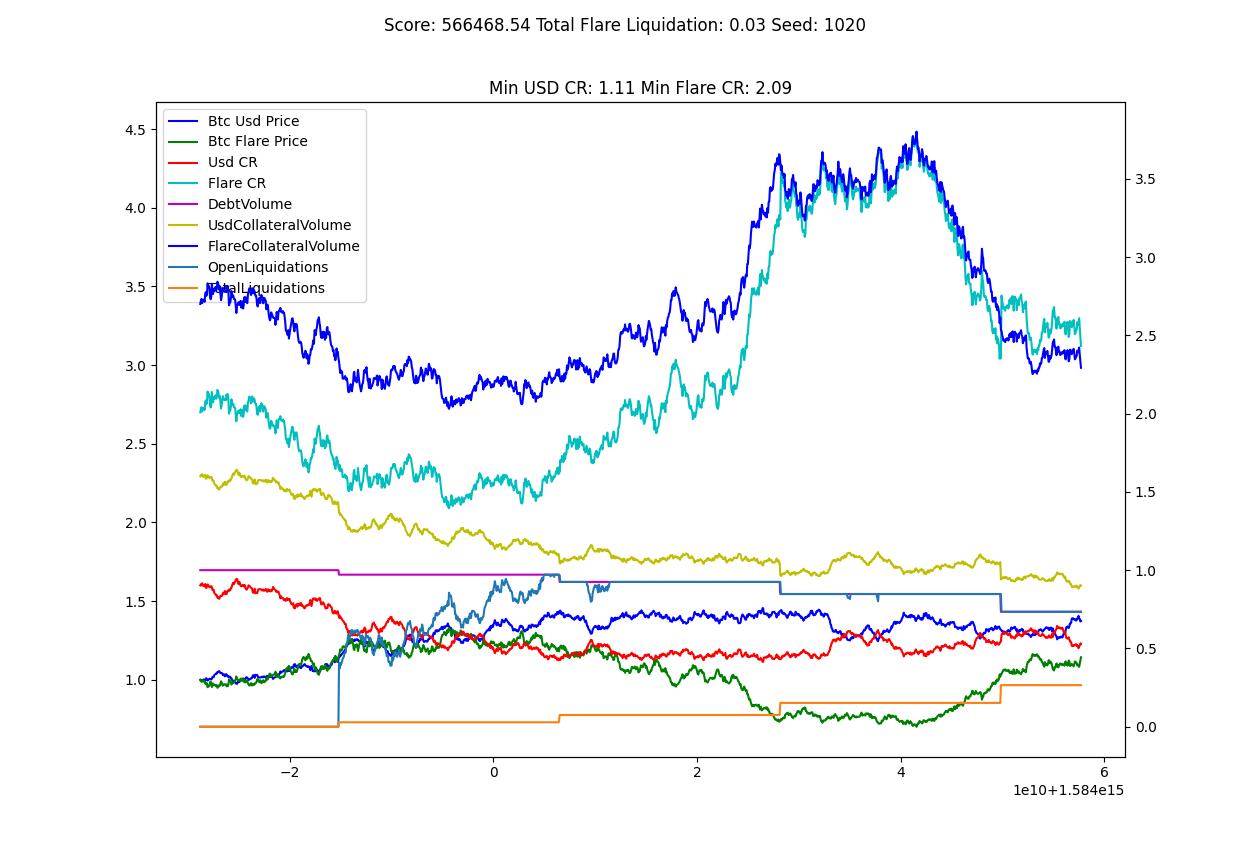 Score: 566468.54 Total Flare Liquidation: 0.03 Seed: 1020
Min USD CR: 1.11 Min Flare CR: 2.09
Btc Usd Price
Btc Flare Price
Usd CR
Flare CR
DebtVolume
UsdCollateralVolume
FlareCollateralVolume
OpenLiquidations
TotalLiquidations
4.5
4.0
3.5
3.0
2.5
2.0
1.5
1.0
3.5
3.0
2.5
2.0
1.5
1.0
0.5
0.0
−2 0 2 4 6
1e10+1.584e15